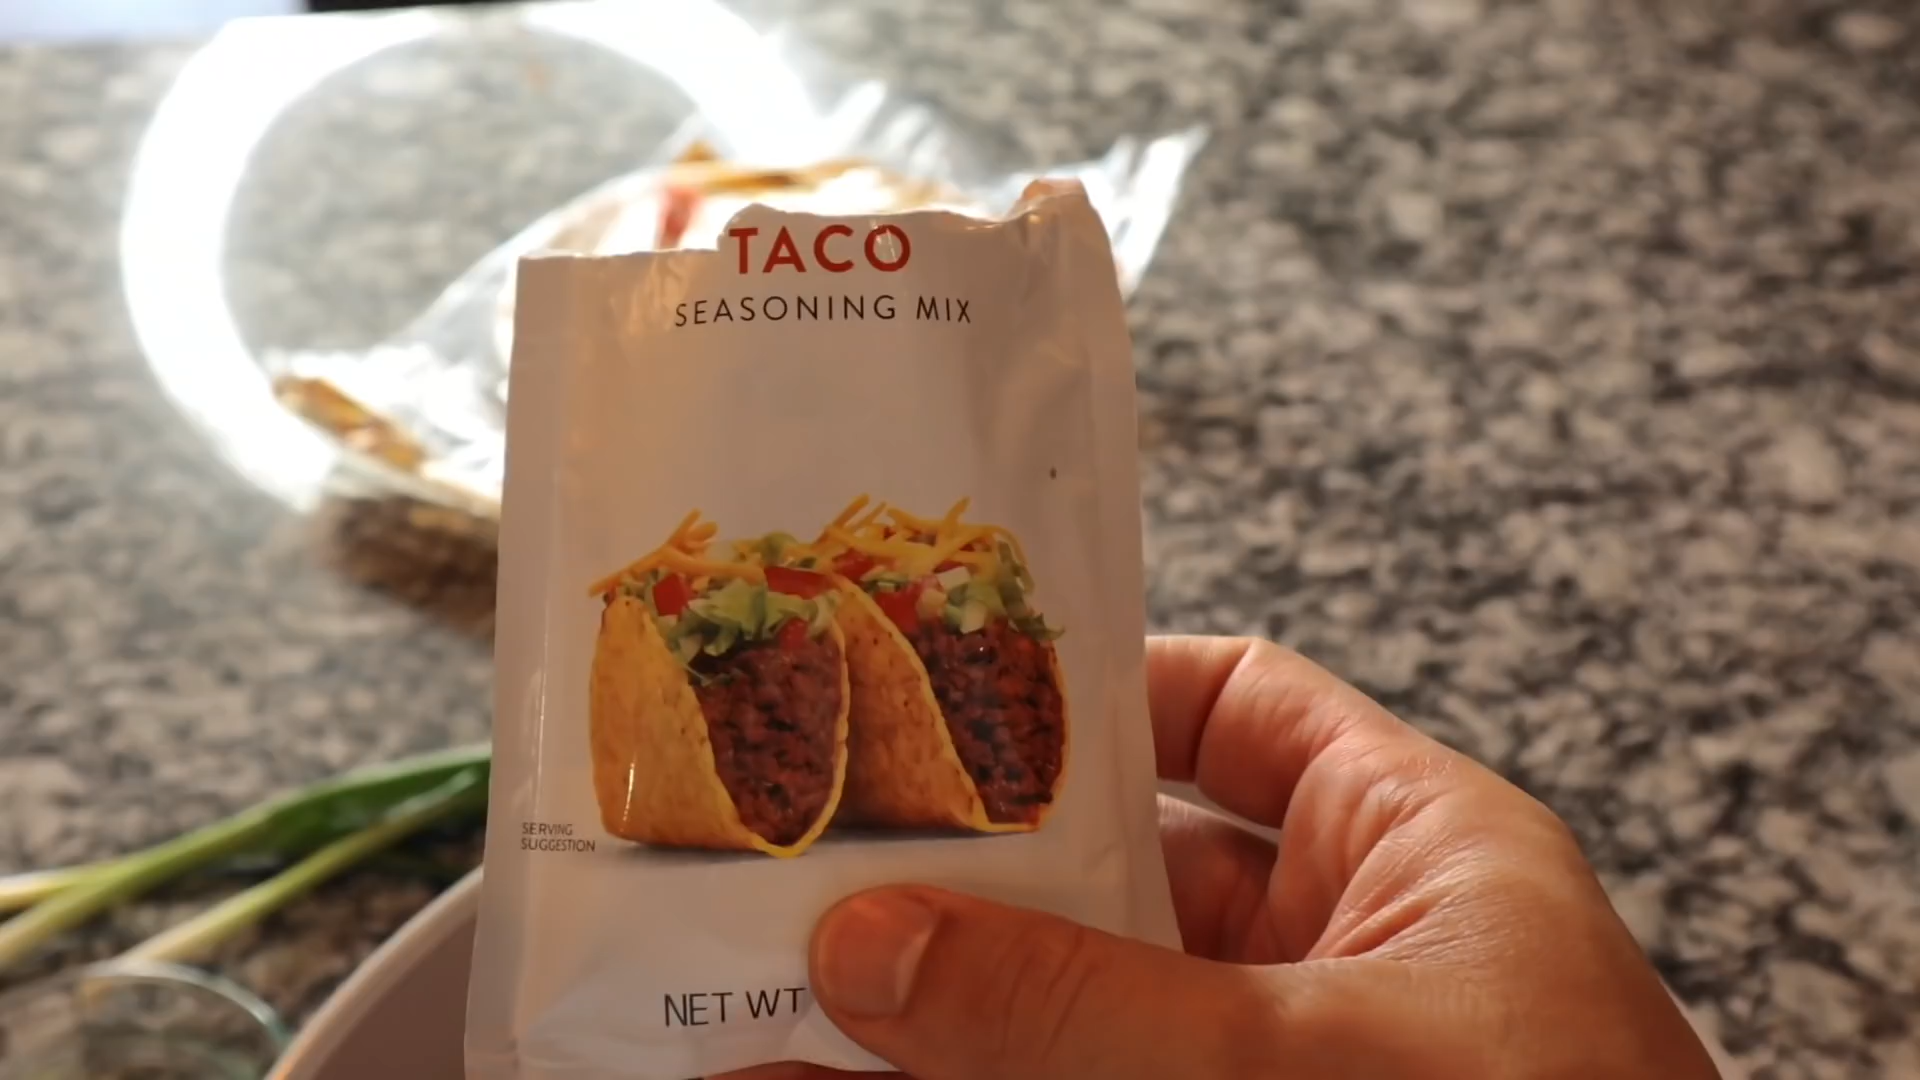 TACO
SEASONING MIX
SERVING
SUGGESTION
NET WT